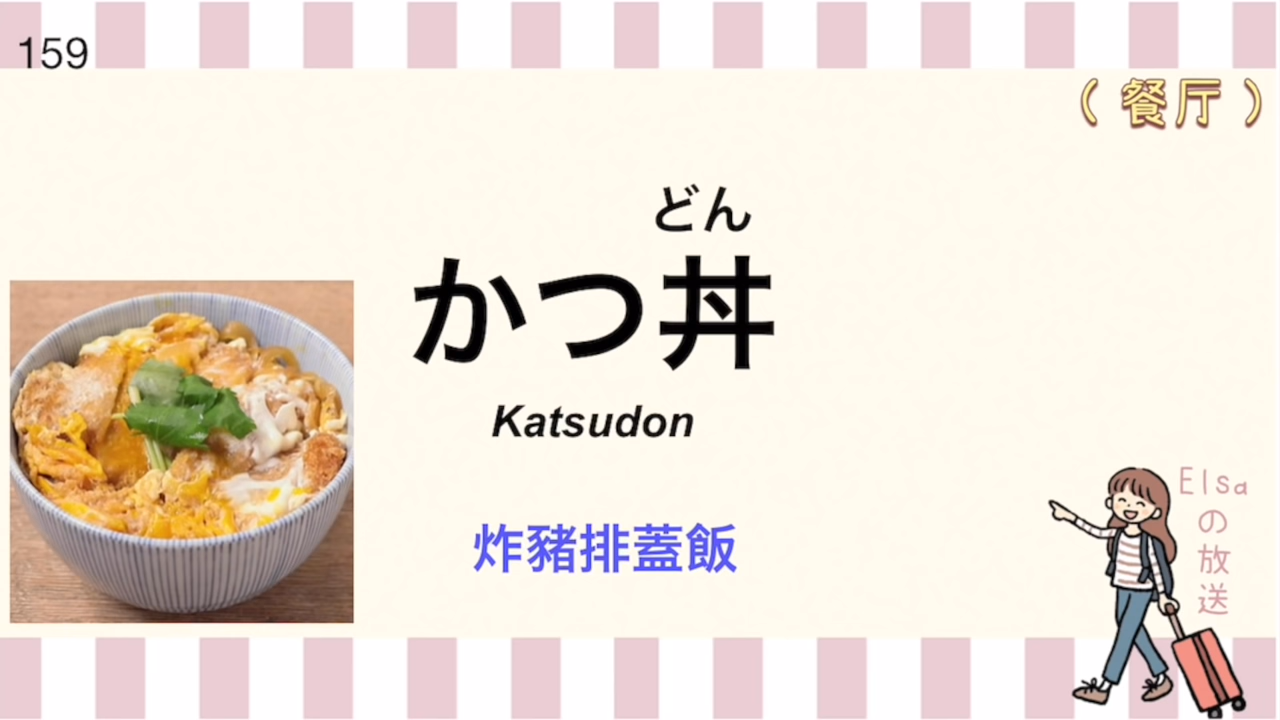 159
（餐厅）
どん
かつ丼
Katsudon
炸豬排蓋飯
Elsa
の
放
送